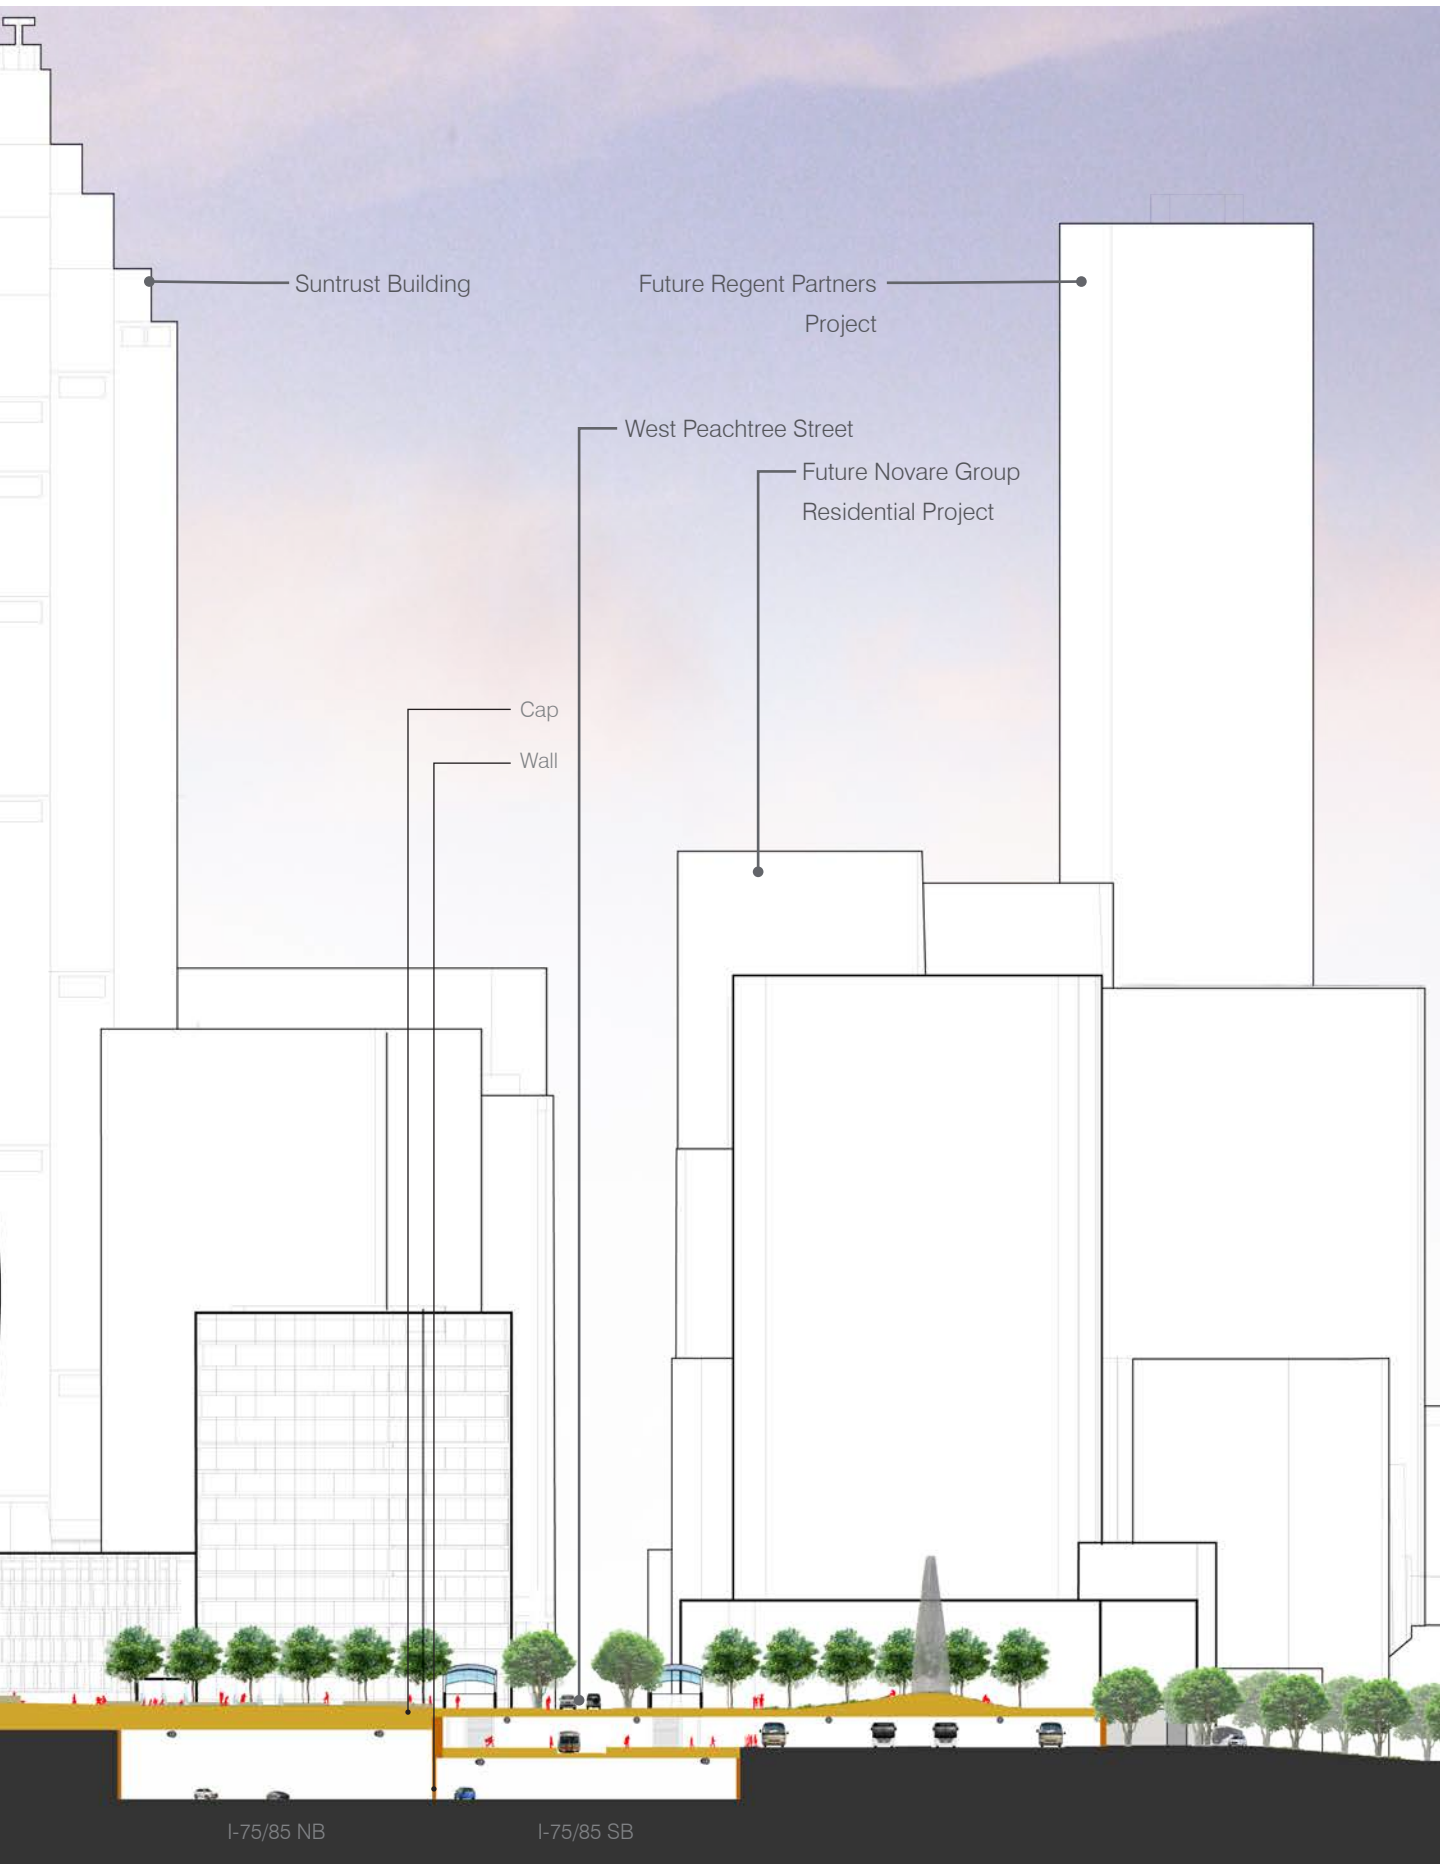 Suntrust Building
Future Regent Partners
Project
West Peachtree Street
Future Novare Group
Residential Project
Cap
Wall
I-75/85 NB
I-75/85 SB